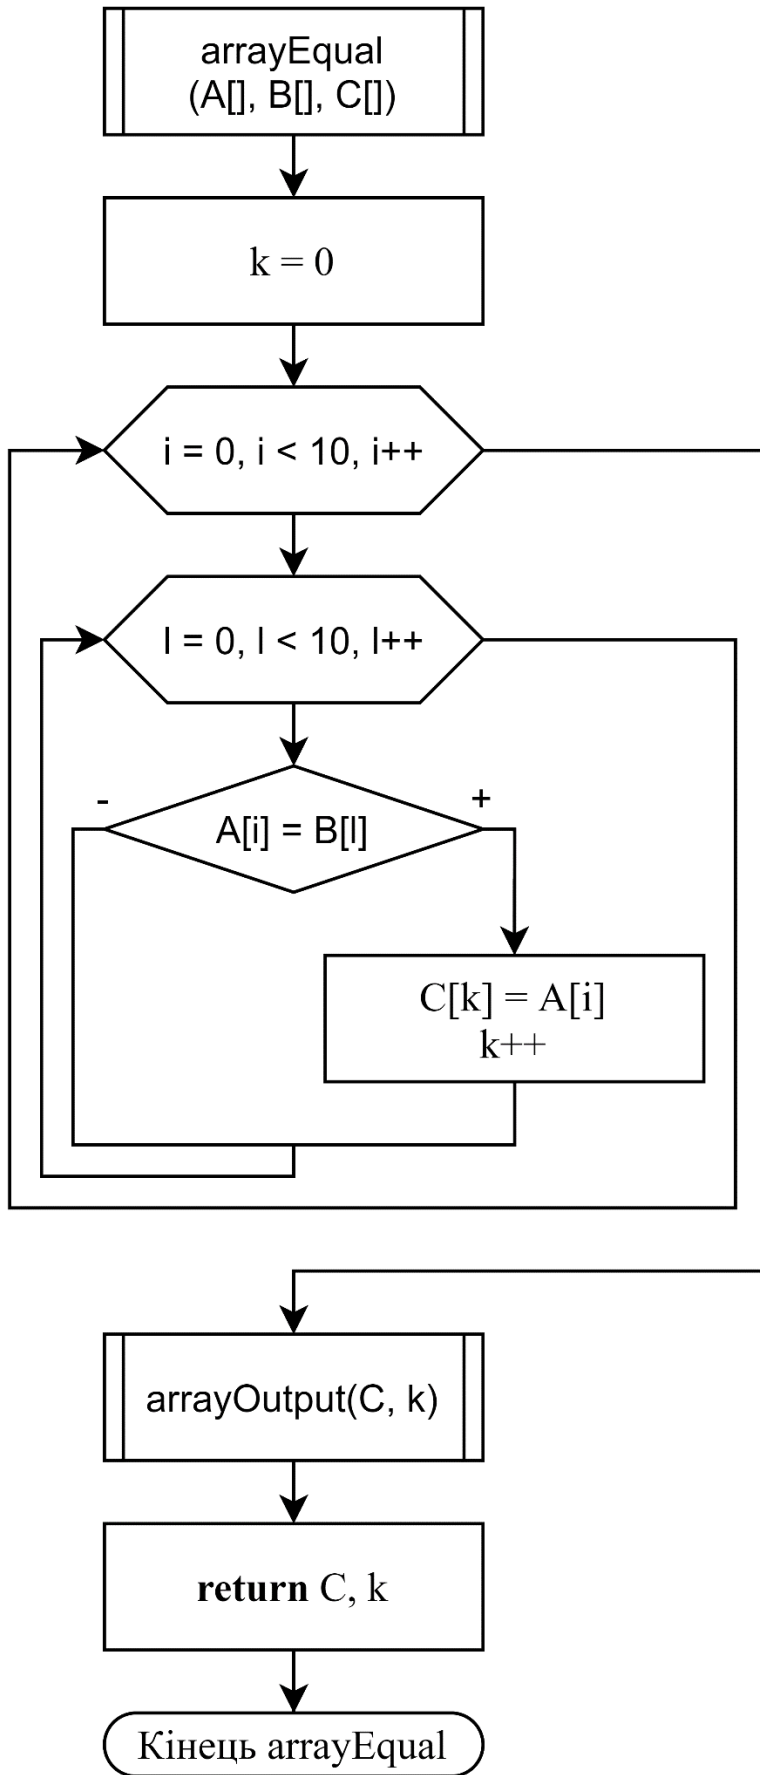 arrayEqual
(A[], B[], C[])
k = 0
i = 0, i < 10, i++
l = 0, l < 10, l++
-
+
A[i] = B[l]
C[k] = A[i]
k++
arrayOutput(C, k)
return C, k
Кінець arrayEqual